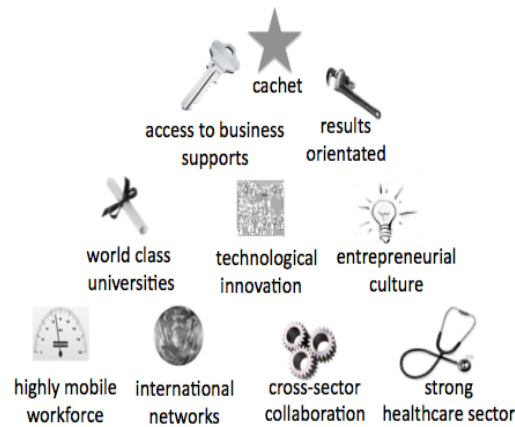 cachet
access to business
supports
results
orientated
world class
universities
technological
innovation
entrepreneurial
culture
highly mobile
workforce
international
networks
cross-sector
collaboration
strong
healthcare sector